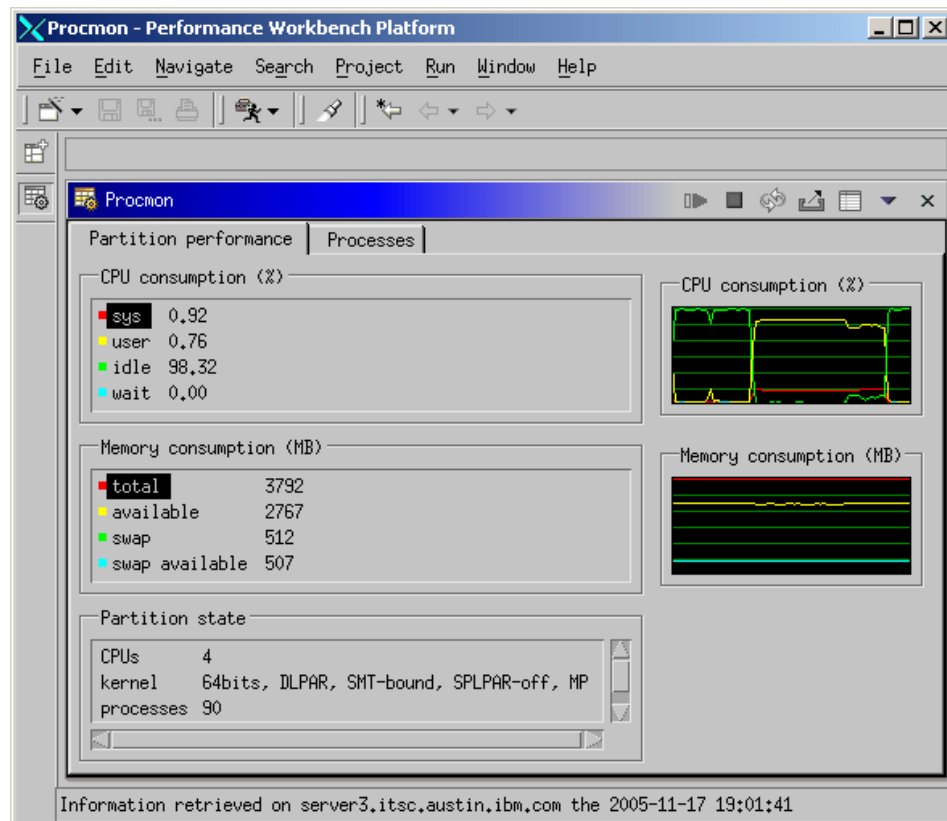 Procmon - Performance Workbench Platform
File Edit Navigate Search Project Run Window Help
Procmon
Partition performance Processes
CPU consumption (%)
sys 0.92
user 0.76
idle 98.32
wait 0.00
CPU consumption (%)
Memory consumption (MB)
total 3792
available 2767
swap 512
swap available 507
Memory consumption (MB)
Partition state
CPUs 4
kernel 64bits, DLPAR, SMT-bound, SPLPAR-off, MP
processes 90
Information retrieved on server3.itsc.austin.ibm.com the 2005-11-17 19:01:41